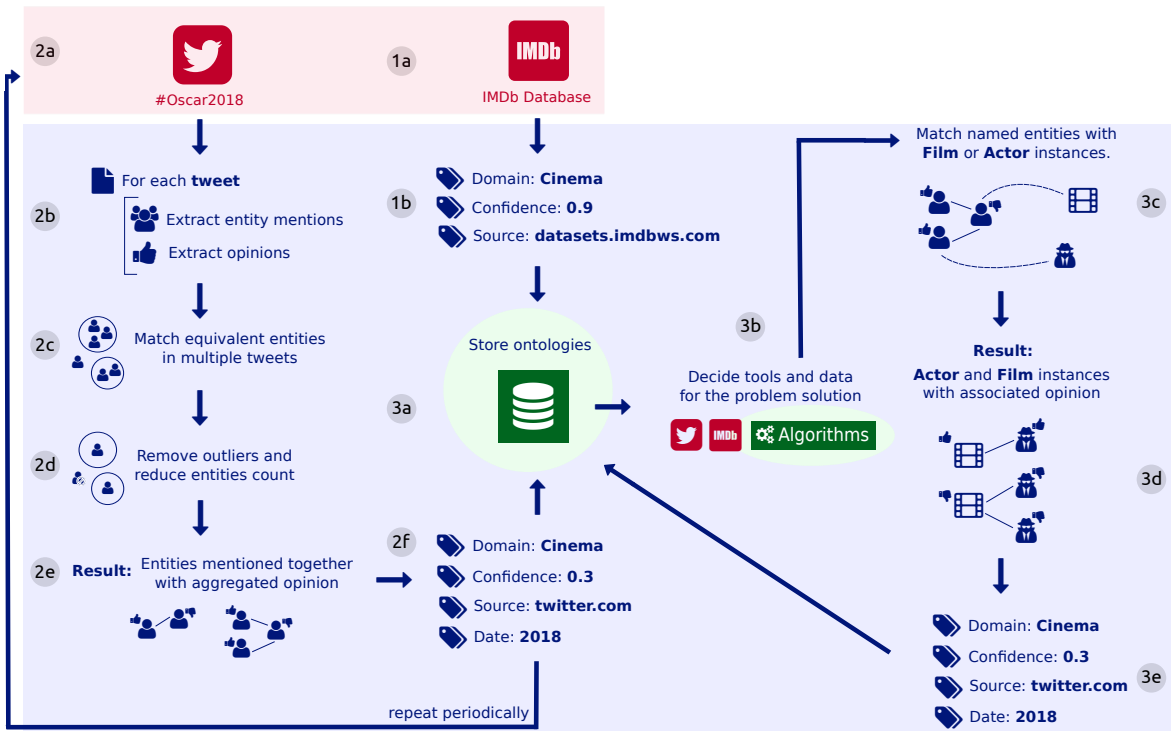 2a
#Oscar2018
1a
IMDb
IMDb Database
For each tweet
2b
Extract entity mentions
Extract opinions
2c
Match equivalent entities
in multiple tweets
2d
Remove outliers and
reduce entities count
2e
Result:
Entities mentioned together
with aggregated opinion
1b
Domain: Cinema
Confidence: 0.9
Source: datasets.imdbws.com
Store ontologies
3a
2f
Domain: Cinema
Confidence: 0.3
Source: twitter.com
Date: 2018
repeat periodically
3b
Decide tools and data
for the problem solution
IMDb
Algorithms
Match named entities with
Film or Actor instances.
3c
Result:
Actor and Film instances
with associated opinion
3d
Domain: Cinema
Confidence: 0.3
3e
Source: twitter.com
Date: 2018